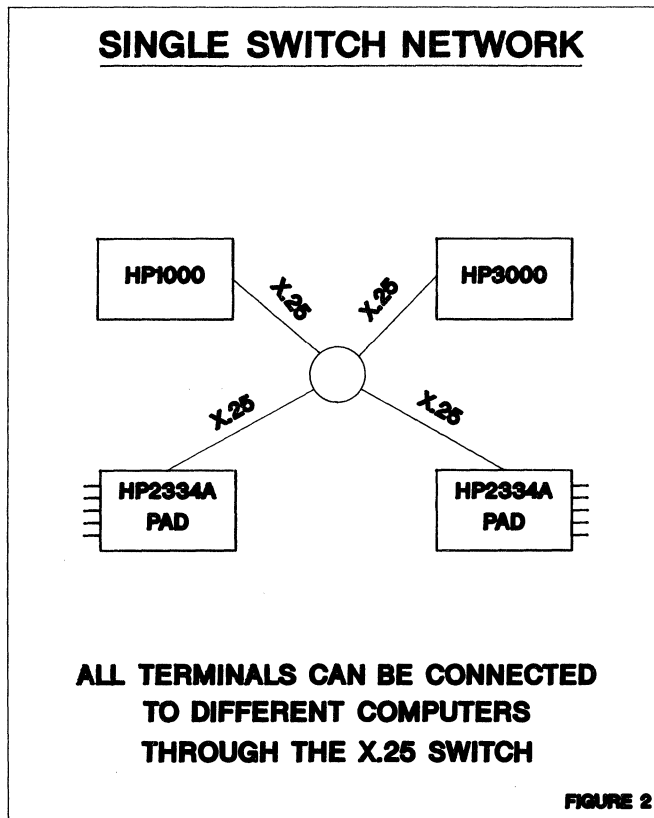 SINGLE SWITCH NETWORK
HP1000
HP3000
X.25
X.25
X.25
X.25
HP2334A
PAD
HP2334A
PAD
ALL TERMINALS CAN BE CONNECTED
TO DIFFERENT COMPUTERS
THROUGH THE X.25 SWITCH
FIGURE 2